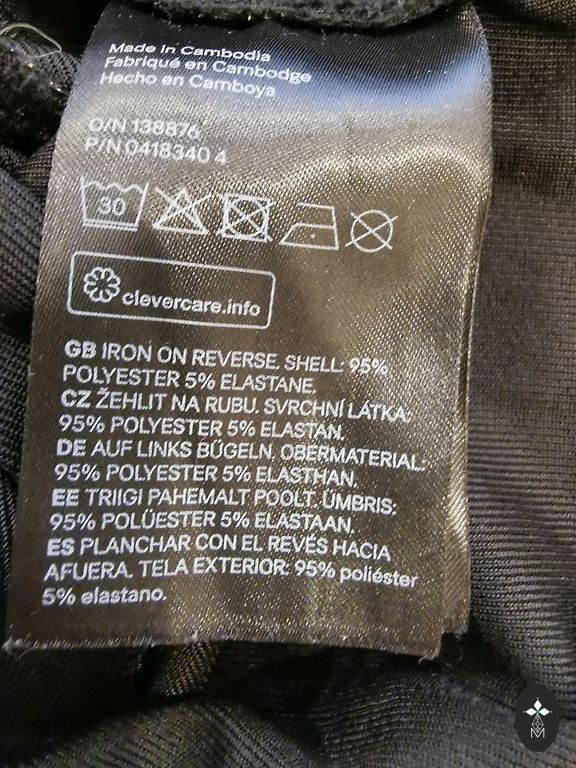 Made in Cambodia
Fabriqué en Cambodge
Hecho en Camboya
O/N 138876
P/N 0418340 4
30
clevercare.info
GB IRON ON REVERSE. SHELL: 95%
POLYESTER 5% ELASTANE.
CZ ŽEHLIT NA RUBU. SVRCHNÍ LÁTKA:
95% POLYESTER 5% ELASTAN.
DE AUF LINKS BÜGELN. OBERMATERIAL:
95% POLYESTER 5% ELASTHAN.
EE TRIIGI PAHEMALT POOLT. ÜMBRIS:
95% POLÜESTER 5% ELASTAAN.
ES PLANCHAR CON EL REVÉS HACIA
AFUERA. TELA EXTERIOR: 95% poliéster
5% elastano.
M